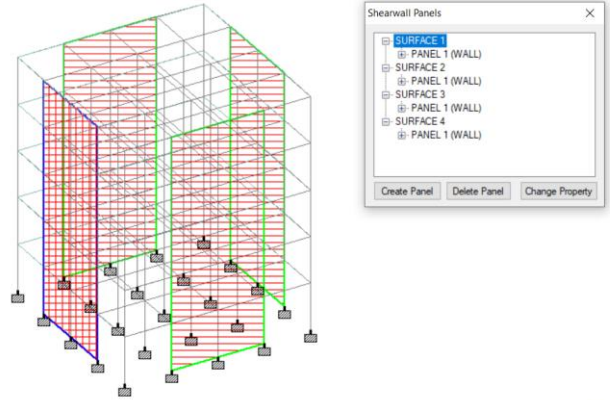 Shearwall Panels
SURFACE 1
PANEL 1 (WALL)
SURFACE 2
PANEL 1 (WALL)
SURFACE 3
PANEL 1 (WALL)
SURFACE 4
PANEL 1 (WALL)
Create Panel Delete Panel Change Property